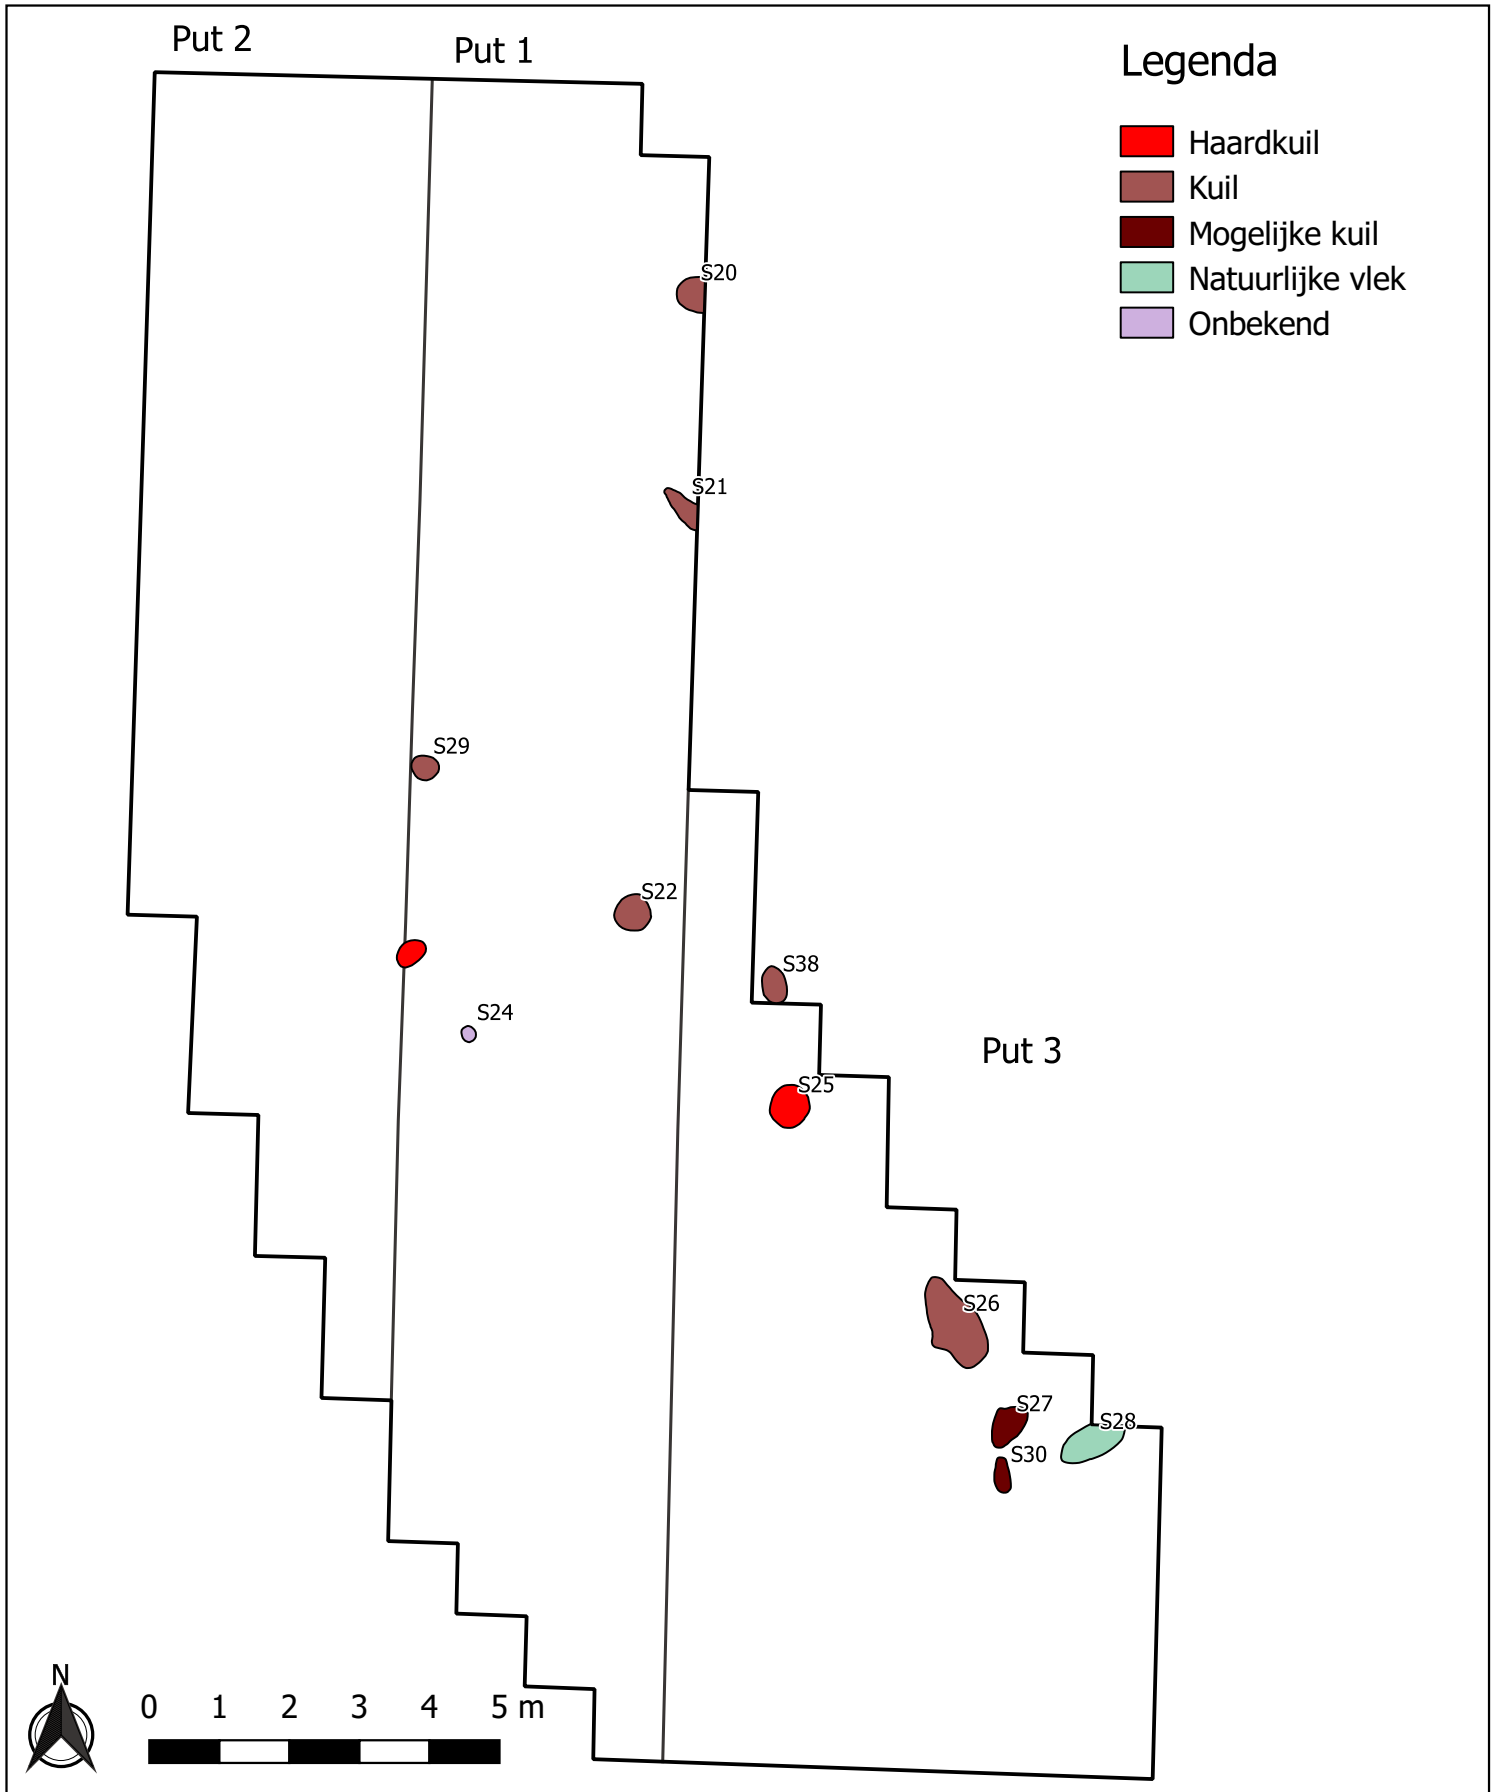 Put 2
Put 1
Legenda
Haardkuil
Kuil
Mogelijke kuil
Natuurlijke vlek
Onbekend
S20
S21
S29
S22
S38
S24
Put 3
S25
S26
S27
S28
S30
N
0 1 2 3 4 5 m